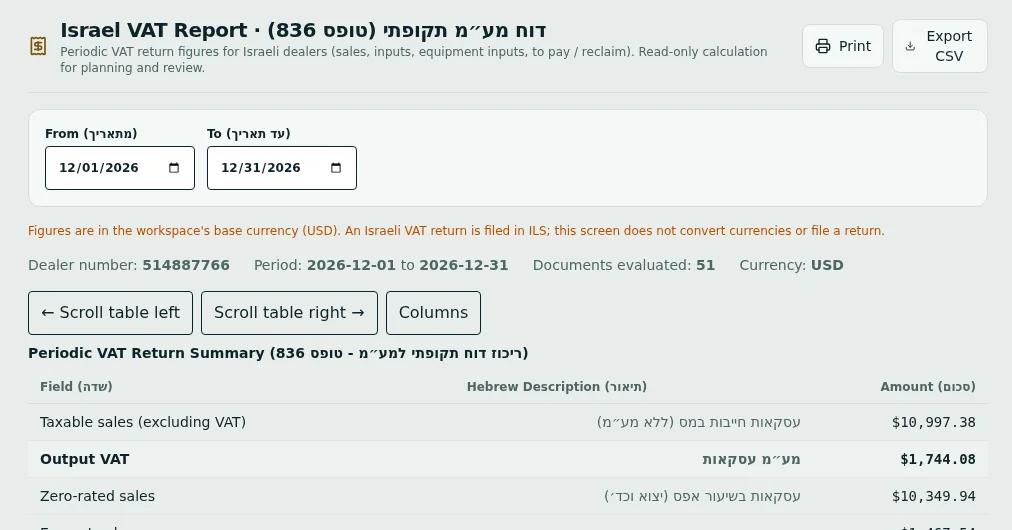 Israel VAT Report · דוח מע״מ תקופתי (טופס 836)
Periodic VAT return figures for Israeli dealers (sales, inputs, equipment inputs, to pay / reclaim). Read-only calculation
for planning and review.
Print
Export
CSV
From (מתאריך)
To (עד תאריך)
12/01/2026
12/31/2026
Figures are in the workspace's base currency (USD). An Israeli VAT return is filed in ILS; this screen does not convert currencies or file a return.
Dealer number: 514887766 Period: 2026-12-01 to 2026-12-31 Documents evaluated: 51 Currency: USD
← Scroll table left
Scroll table right →
Columns
Periodic VAT Return Summary (ריכוז דוח תקופתי למע״מ - טופס 836)
Field (שדה) Hebrew Description (תיאור) Amount (סכום)
Taxable sales (excluding VAT) עסקאות חייבות במס (ללא מע״מ) $10,997.38
Output VAT מע״מ עסקאות $1,744.08
Zero-rated sales עסקאות בשיעור אפס (יצוא וכד׳) $10,349.94